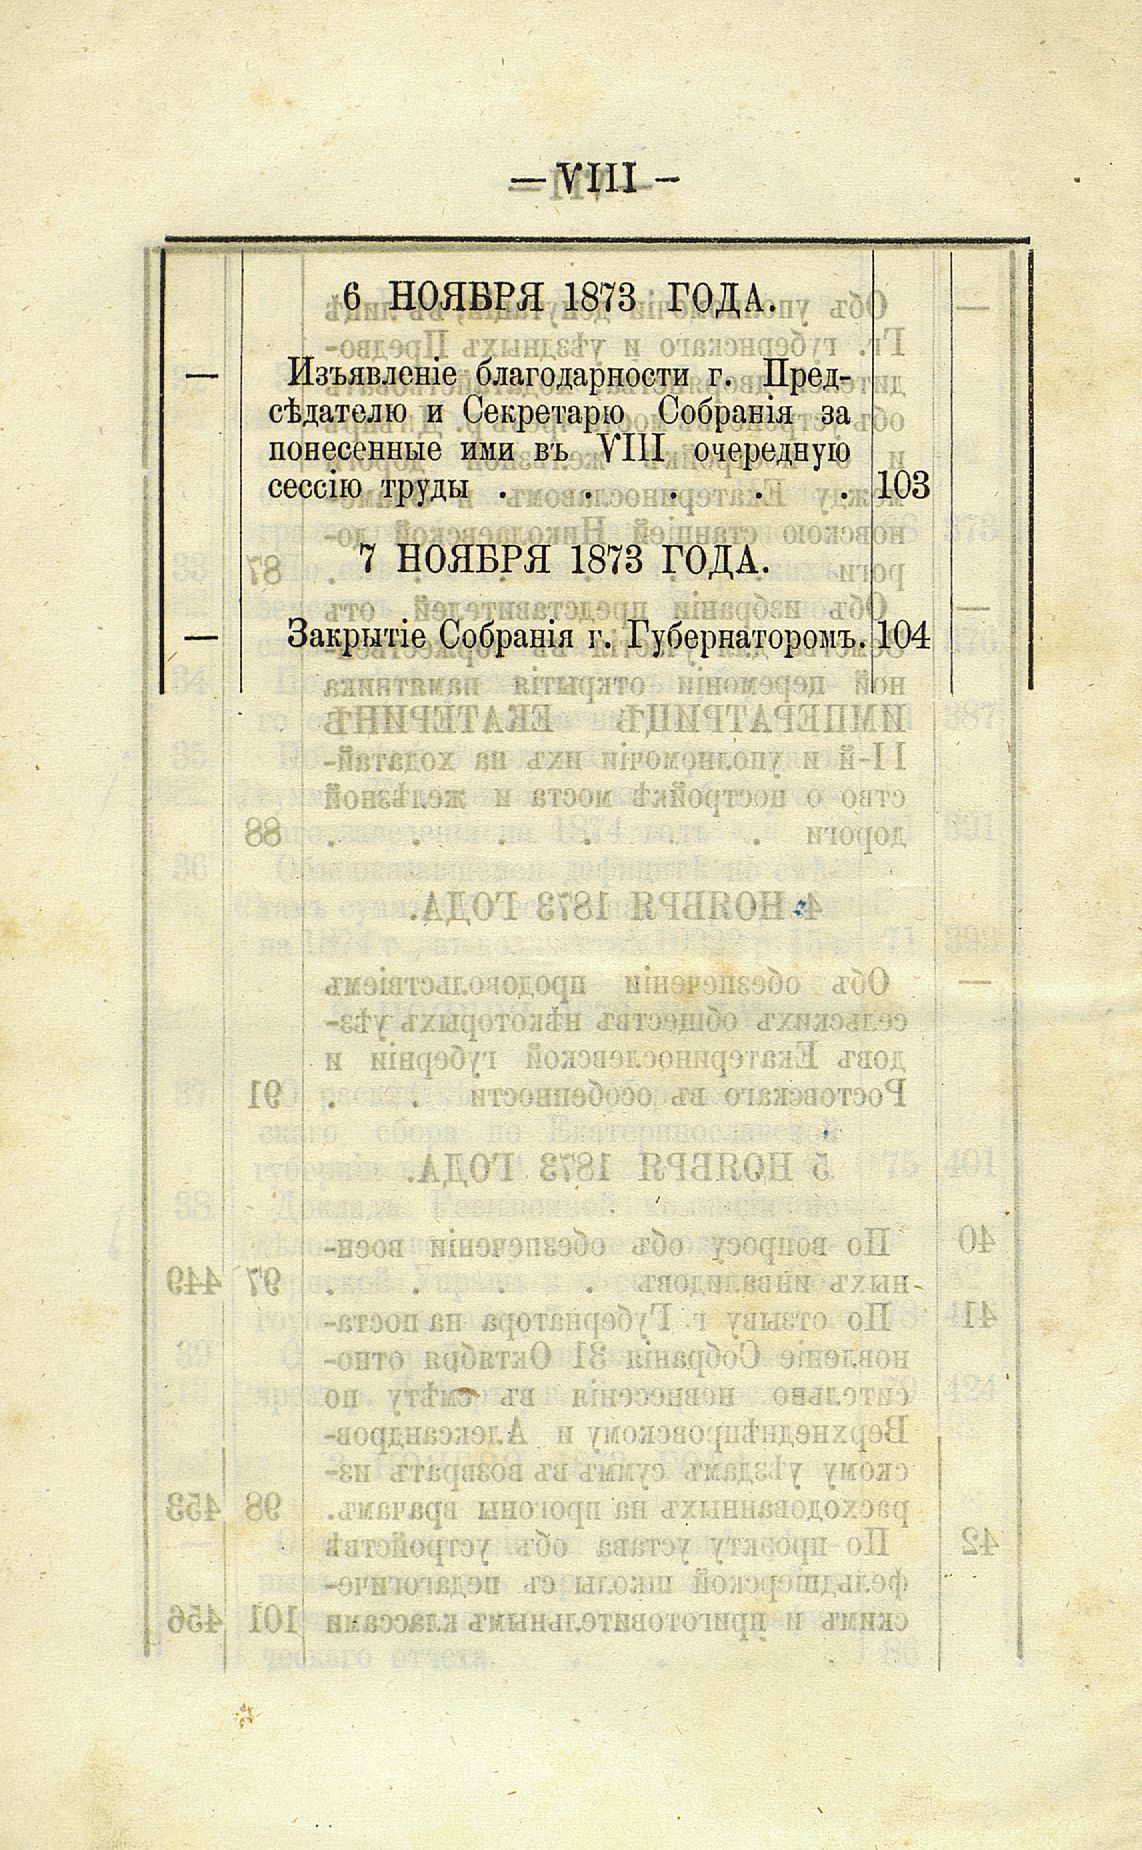 — VIII —
6 НОЯБРЯ 1873 ГОДА.
— Изъявленіе благодарности г. Пред-
сѣдателю и Секретарю Собранія за
понесенные ими въ VIII очередную
сессію труды . . . . . 103
7 НОЯБРЯ 1873 ГОДА.
— Закрытіе Собранія г. Губернаторомъ. 104